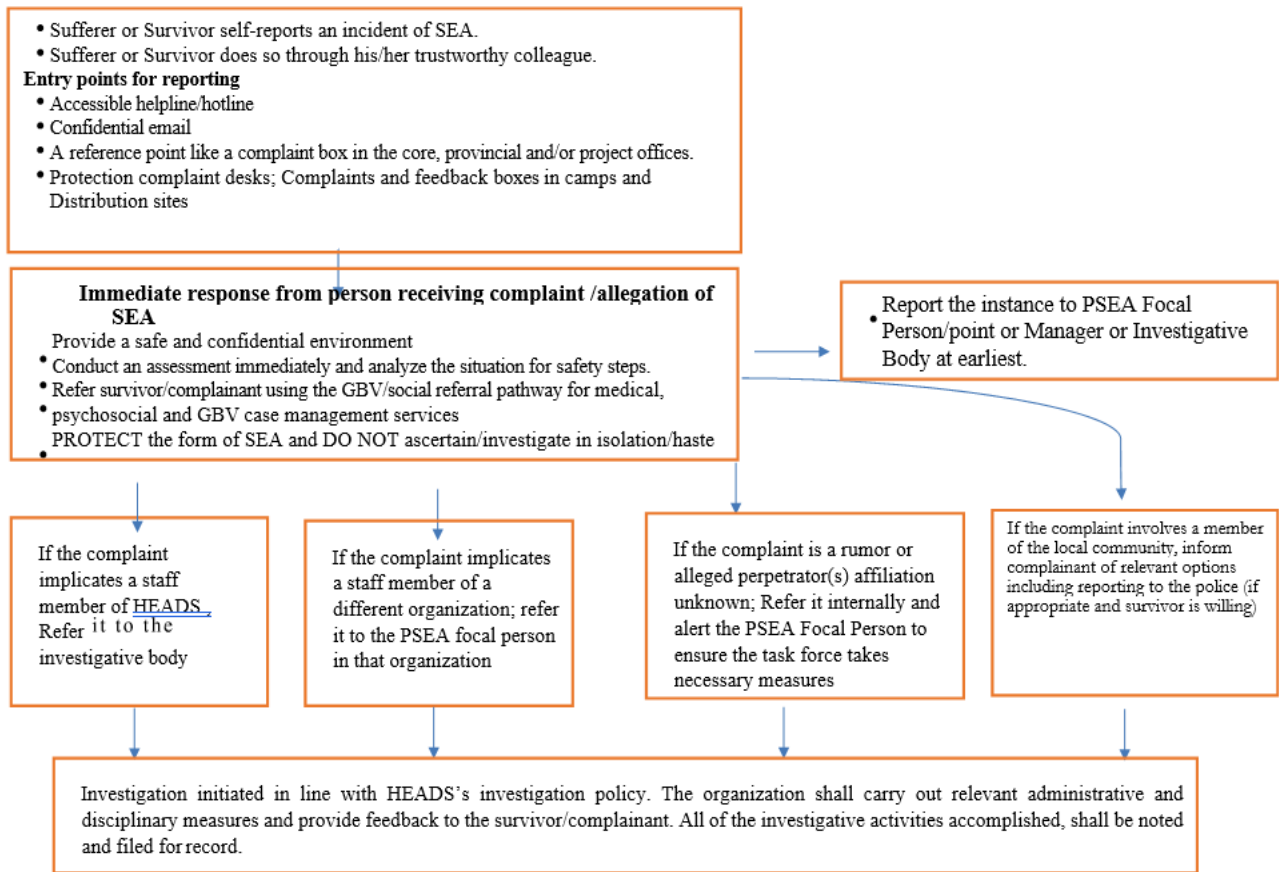 • Sufferer or Survivor self-reports an incident of SEA.
• Sufferer or Survivor does so through his/her trustworthy colleague.
Entry points for reporting
• Accessible helpline/hotline
• Confidential email
• A reference point like a complaint box in the core, provincial and/or project offices.
• Protection complaint desks; Complaints and feedback boxes in camps and
Distribution sites
Immediate response from person receiving complaint /allegation of
SEA
Provide a safe and confidential environment
• Conduct an assessment immediately and analyze the situation for safety steps.
• Refer survivor/complainant using the GBV/social referral pathway for medical,
• psychosocial and GBV case management services
PROTECT the form of SEA and DO NOT ascertain/investigate in isolation/haste
•
Report the instance to PSEA Focal
• Person/point or Manager or Investigative
Body at earliest.
If the complaint
implicates a staff
member of HEADS ,
Refer it to the
investigative body
If the complaint implicates
a staff member of a
different organization; refer
it to the PSEA focal person
in that organization
If the complaint is a rumor or
alleged perpetrator(s) affiliation
unknown; Refer it internally and
alert the PSEA Focal Person to
ensure the task force takes
necessary measures
If the complaint involves a member
of the local community, inform
complainant of relevant options
including reporting to the police (if
appropriate and survivor is willing)
Investigation initiated in line with HEADS's investigation policy. The organization shall carry out relevant administrative and
disciplinary measures and provide feedback to the survivor/complainant. All of the investigative activities accomplished, shall be noted
and filed for record.